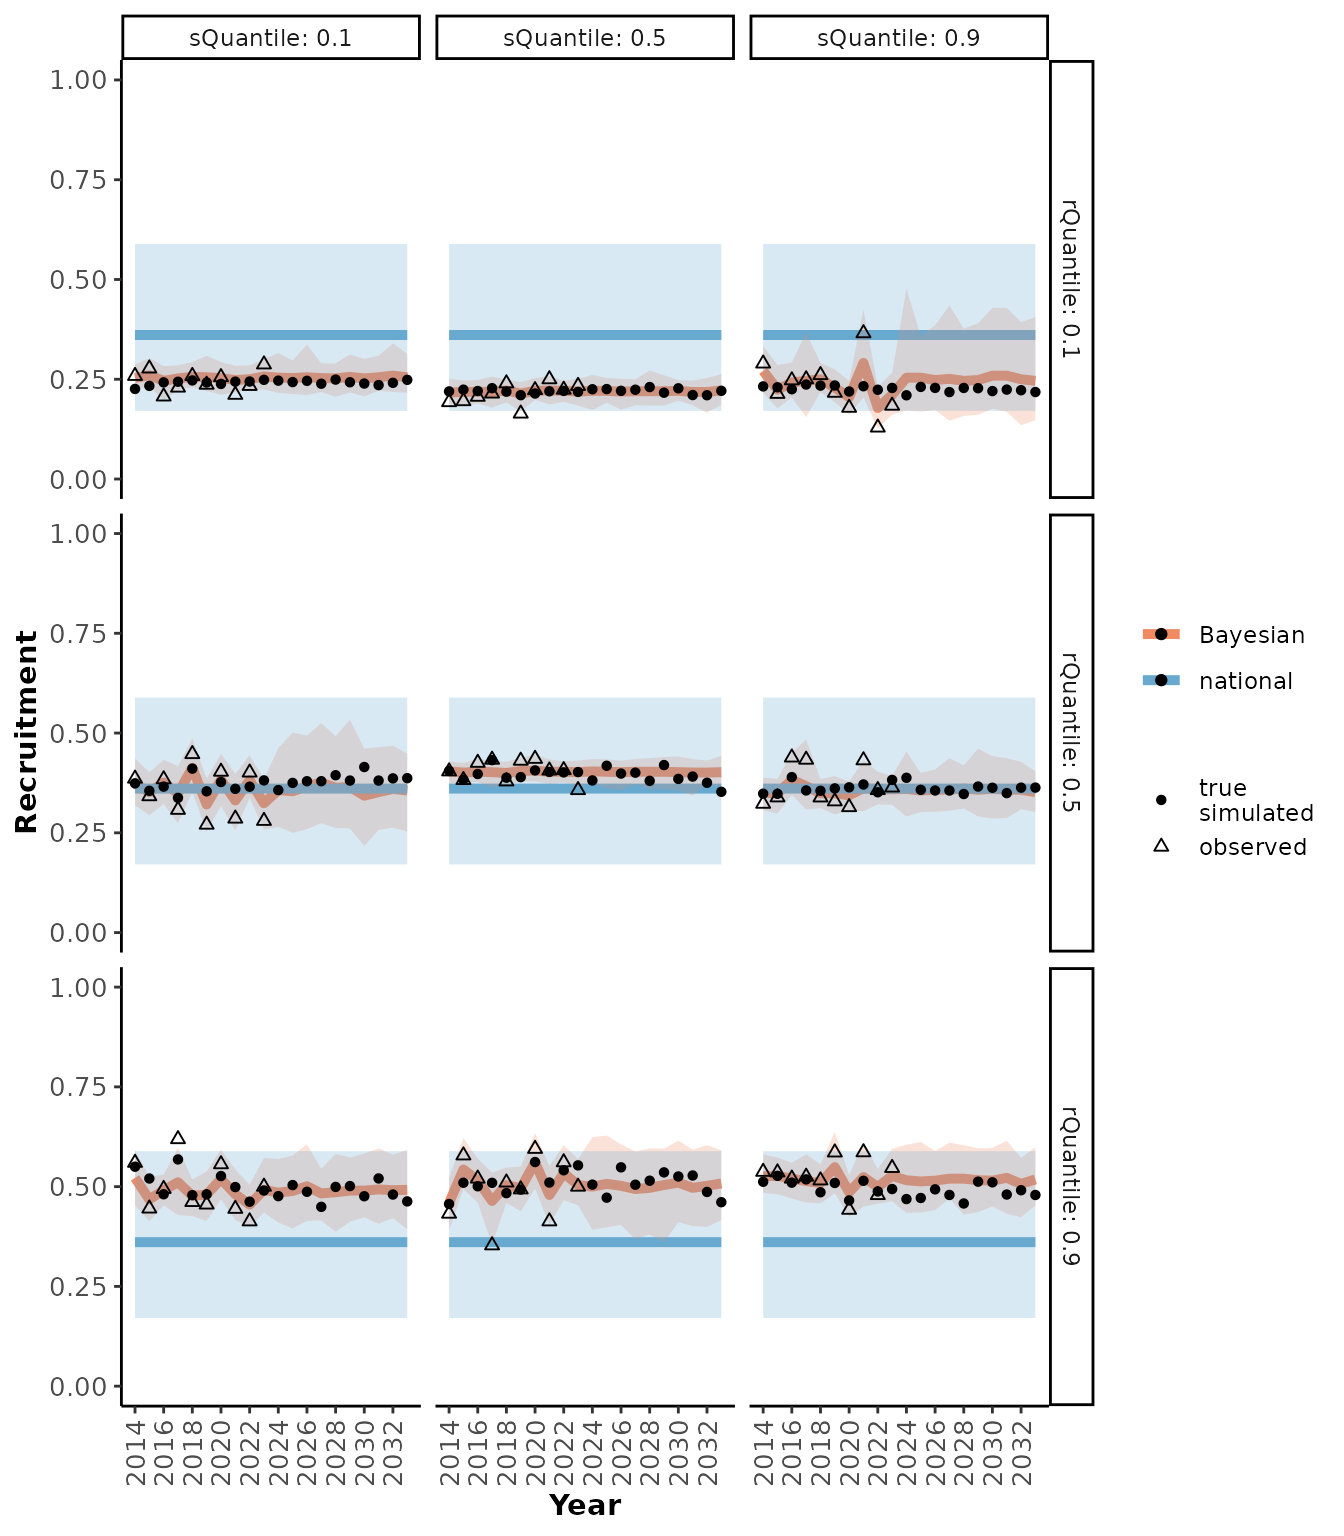 sQuantile: 0.1
sQuantile: 0.5
sQuantile: 0.9
1.00
0.75
0.50
0.25
0.00
rQuantile: 0.1
1.00
0.75
0.50
0.25
0.00
rQuantile: 0.5
1.00
0.75
0.50
0.25
0.00
rQuantile: 0.9
Recruitment
2014 2016 2018 2020 2022 2024 2026 2028 2030 2032
2014 2016 2018 2020 2022 2024 2026 2028 2030 2032
2014 2016 2018 2020 2022 2024 2026 2028 2030 2032
Year
Bayesian
national
true
simulated
observed